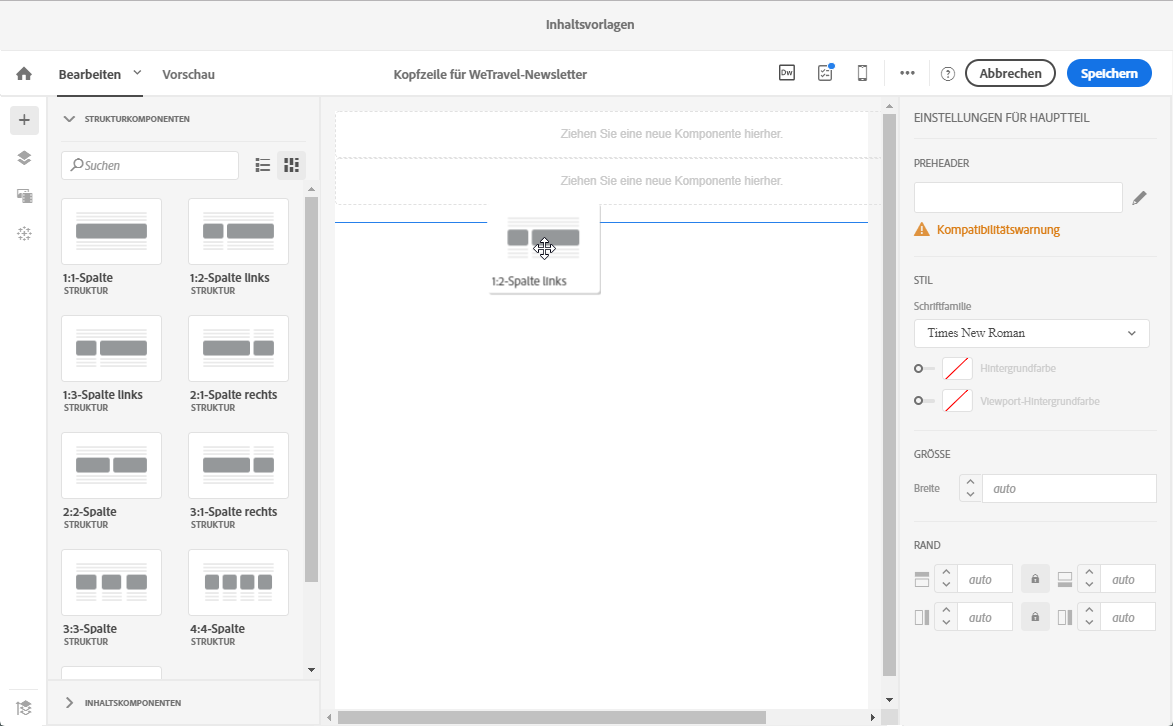 Inhaltsvorlagen
Bearbeiten
Vorschau
Kopfzeile für WeTravel-Newsletter
Dw
Abbrechen
Speichern
STRUKTURKOMPONENTEN
Suchen
1:1-Spalte
STRUKTUR
1:2-Spalte links
STRUKTUR
1:3-Spalte links
STRUKTUR
2:1-Spalte rechts
STRUKTUR
2:2-Spalte
STRUKTUR
3:1-Spalte rechts
STRUKTUR
3:3-Spalte
STRUKTUR
4:4-Spalte
STRUKTUR
INHALTSKOMPONENTEN
Ziehen Sie eine neue Komponente hierher.
Ziehen Sie eine neue Komponente hierher.
1:2-Spalte links
EINSTELLUNGEN FÜR HAUPTTEIL
PREHEADER
Kompatibilitätswarnung
STIL
Schriftfamilie
Times New Roman
Hintergrundfarbe
Viewport-Hintergrundfarbe
GRÖSSE
Breite auto
RAND
auto auto
auto auto